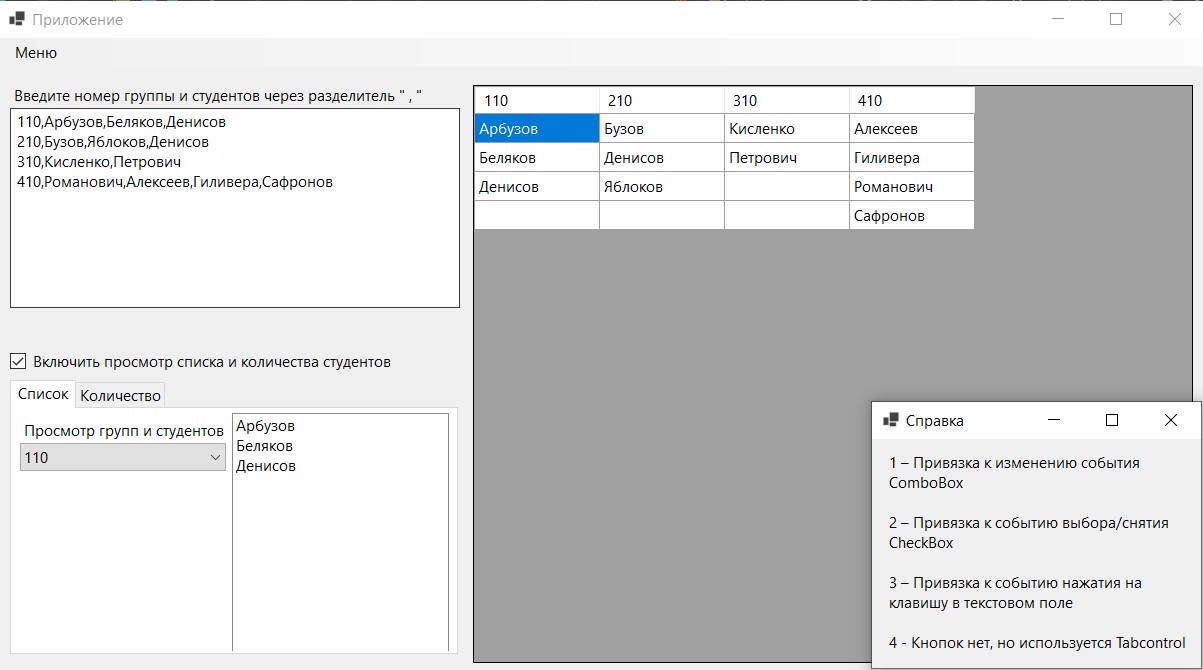 Приложение
Меню
Введите номер группы и студентов через разделитель " , "
110,Арбузов,Беляков,Денисов
210,Бузов,Яблоков,Денисов
310,Кисленко,Петрович
410,Романович,Алексеев,Гиливера,Сафронов
110 210 310 410
Арбузов Бузов Кисленко Алексеев
Беляков Денисов Петрович Гиливера
Денисов Яблоков Романович
Сафронов
Включить просмотр списка и количества студентов
Список Количество
Просмотр групп и студентов
110
Арбузов
Беляков
Денисов
Справка
1 – Привязка к изменению события
ComboBox
2 – Привязка к событию выбора/снятия
CheckBox
3 – Привязка к событию нажатия на
клавишу в текстовом поле
4 - Кнопок нет, но используется Tabcontrol